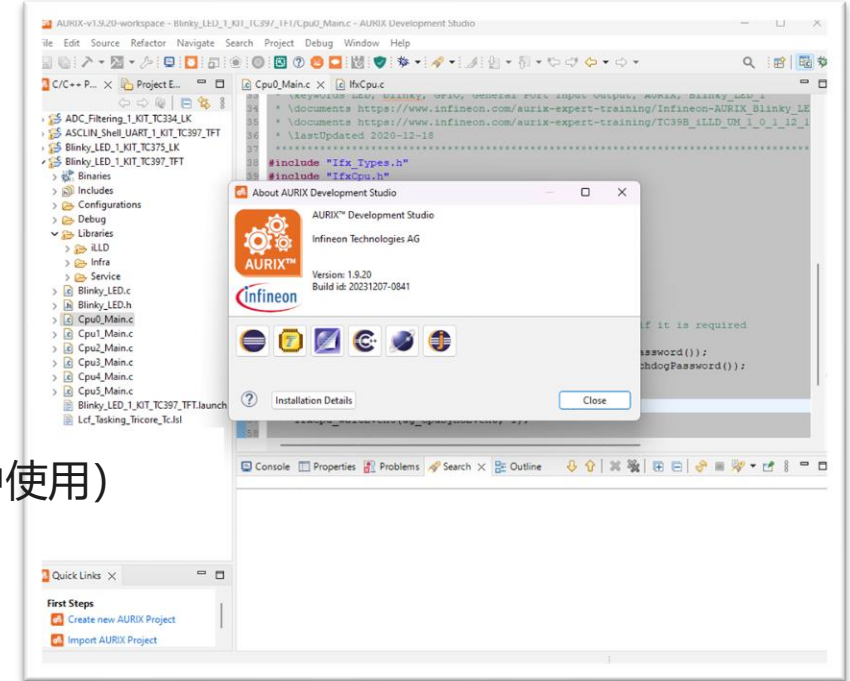 AURIX-v1.9.20-workspace - Blinky_LED_1_KIT_TC397_TFT/Cpu0_Main.c - AURIX Development Studio
ile Edit Source Refactor Navigate Search Project Debug Window Help
C/C++ P...
Project E...
ADC_Filtering_1_KIT_TC334_LK
ASCLIN_Shell_UART_1_KIT_TC397_TFT
Blinky_LED_1_KIT_TC375_LK
Blinky_LED_1_KIT_TC397_TFT
Binaries
Includes
Configurations
Debug
Libraries
iLLD
Infra
Service
Blinky_LED.c
Blinky_LED.h
Cpu0_Main.c
Cpu1_Main.c
Cpu2_Main.c
Cpu3_Main.c
Cpu4_Main.c
Cpu5_Main.c
Blinky_LED_1_KIT_TC397_TFT.launch
Lcf_Tasking_Tricore_Tc.lsl
使用)
Cpu0_Main.c
IfxCpu.c
34 * \documents https://www.infineon.com/aurix-expert-training/Infineon-AURIX_Blinky_LE
35 * \documents https://www.infineon.com/aurix-expert-training/TC39B_iLLD_UM_1_0_1_12_1
36 * \lastUpdated 2020-12-18
37 ****
38 #include "Ifx_Types.h"
39 #include "IfxCpu.h"
About AURIX Development Studio
AURIX™ Development Studio
Infineon Technologies AG
Version: 1.9.20
Build id: 20231207-0841
AURIX™
infineon
if it is required
assword());
chdogPassword());
Installation Details
Close
58
Console
Properties
Problems
Search
Outline
Quick Links
First Steps
Create new AURIX Project
Import AURIX Project